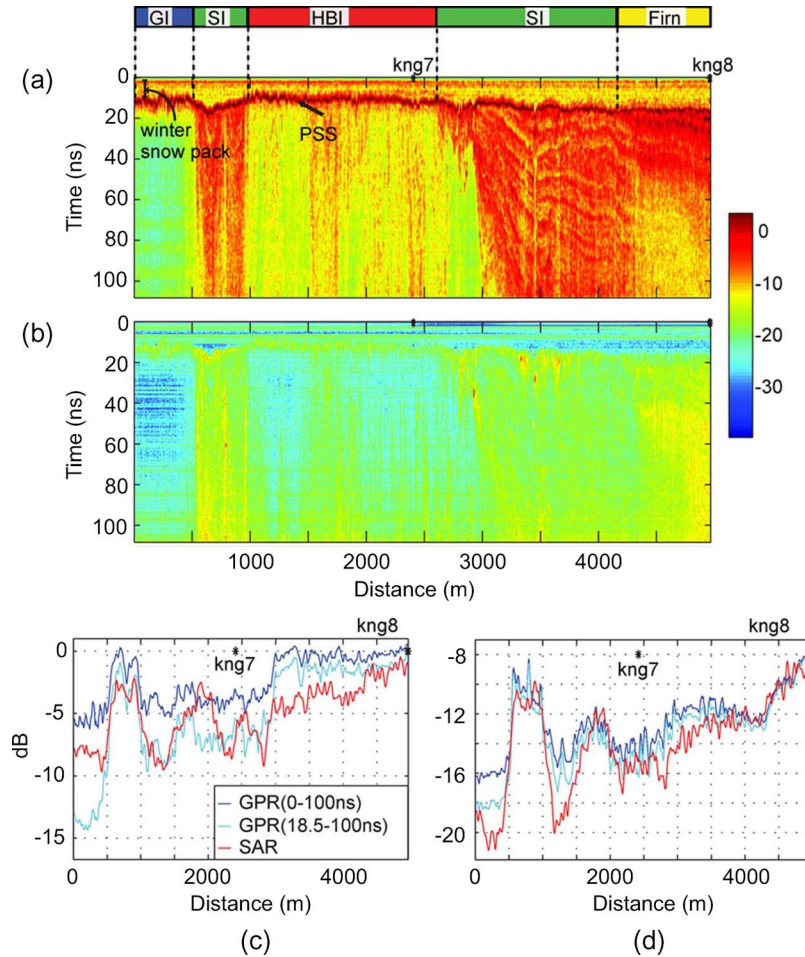 GI SI HBI SI Firn
(a)
kng7 kng8
0
20
40
60
80
100
Time (ns)
winter
snow pack
PSS
0
-10
-20
-30
(b)
0
20
40
60
80
100
Time (ns)
1000 2000 3000 4000
Distance (m)
kng8
kng7
0
-5
-10
-15
dB
GPR(0-100ns)
GPR(18.5-100ns)
SAR
0 2000 4000
Distance (m)
(c)
kng8
kng7
-8
-12
-16
-20
0 2000 4000
Distance (m)
(d)